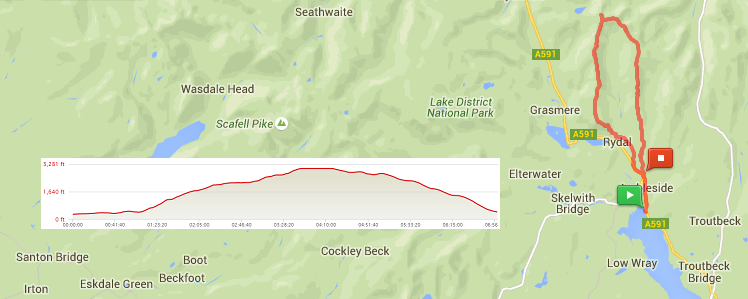 Seathwaite
A591
Wasdale Head
Lake District
National Park
Grasmere
Scafell Pike
A591
Rydal
Elterwater
Skelwith
Bridge
A591
Troutbeck
Low Wray
Troutbeck
Bridge
Cockley Beck
Santon Bridge
Boot
Beckfoot
Eskdale Green
Irton
1,640 ft
0 ft
00:00:00 00:41:40 01:23:20 02:05:00 02:46:40 03:28:20 04:10:00 04:51:40 05:33:20 06:15:00 06:56